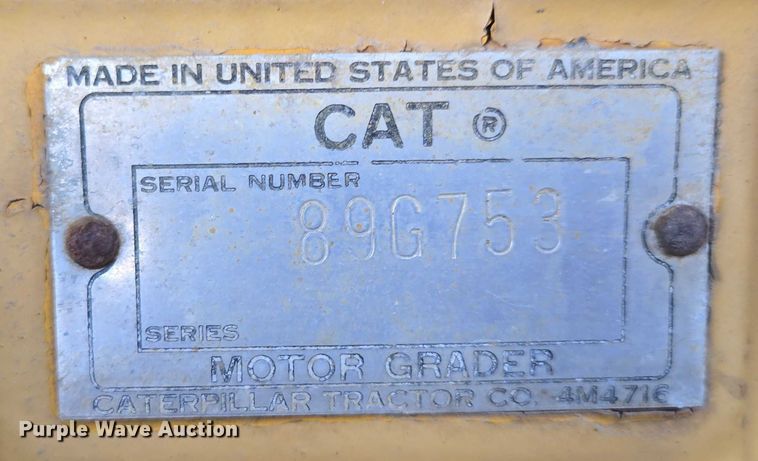 MADE IN UNITED STATES OF AMERICA
CAT ®
SERIAL NUMBER
89G753
SERIES
MOTOR GRADER
CATERPILLAR TRACTOR CO. 4M4716
Purple Wave Auction